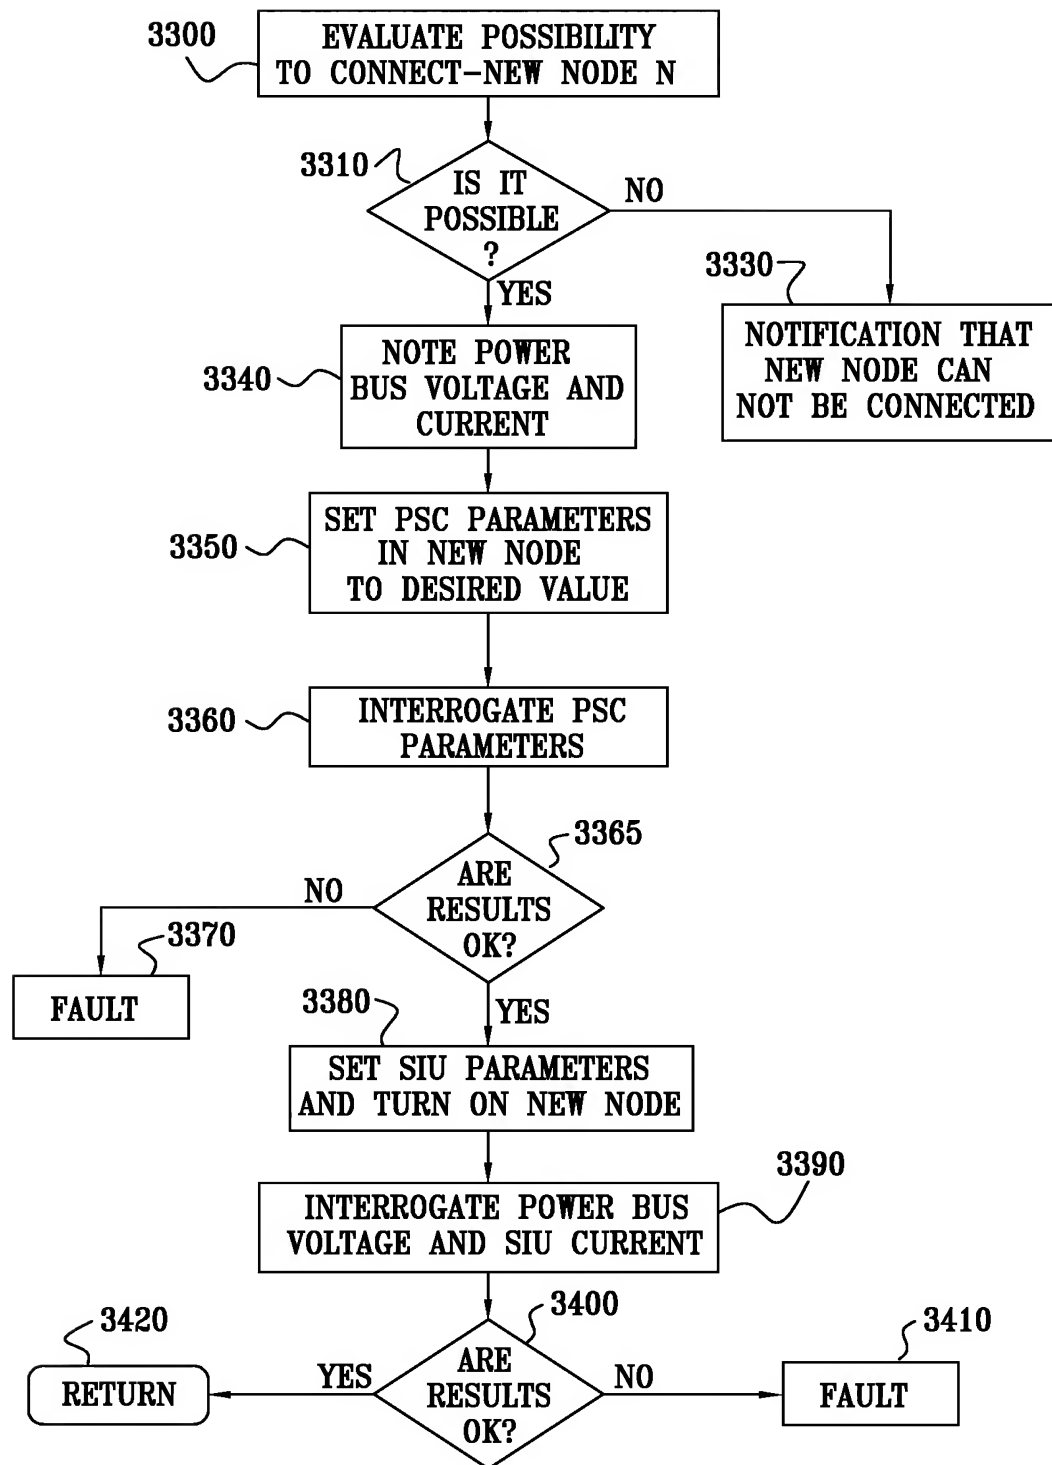 3300
EVALUATE POSSIBILITY
TO CONNECT-NEW NODE N
3310
IS IT
POSSIBLE
?
NO
YES
3330
NOTIFICATION THAT
NEW NODE CAN
NOT BE CONNECTED
3340
NOTE POWER
BUS VOLTAGE AND
CURRENT
3350
SET PSC PARAMETERS
IN NEW NODE
TO DESIRED VALUE
3360
INTERROGATE PSC
PARAMETERS
3365
ARE
RESULTS
OK?
NO
3370
FAULT
YES
3380
SET SIU PARAMETERS
AND TURN ON NEW NODE
3390
INTERROGATE POWER BUS
VOLTAGE AND SIU CURRENT
3400
ARE
RESULTS
OK?
YES
3420
RETURN
NO
3410
FAULT